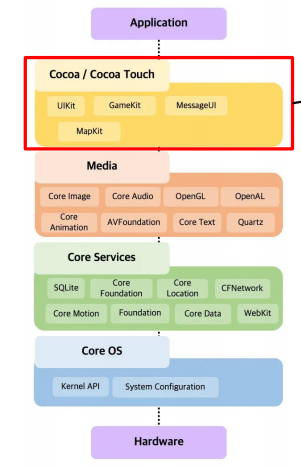 Application
Cocoa / Cocoa Touch
UIKit GameKit MessageUI
MapKit
Media
Core Image Core Audio OpenGL OpenAL
Core
Animation AVFoundation Core Text Quartz
Core Services
SQLite Core
Foundation Core
Location CFNetwork
Core Motion Foundation Core Data WebKit
Core OS
Kernel API System Configuration
Hardware